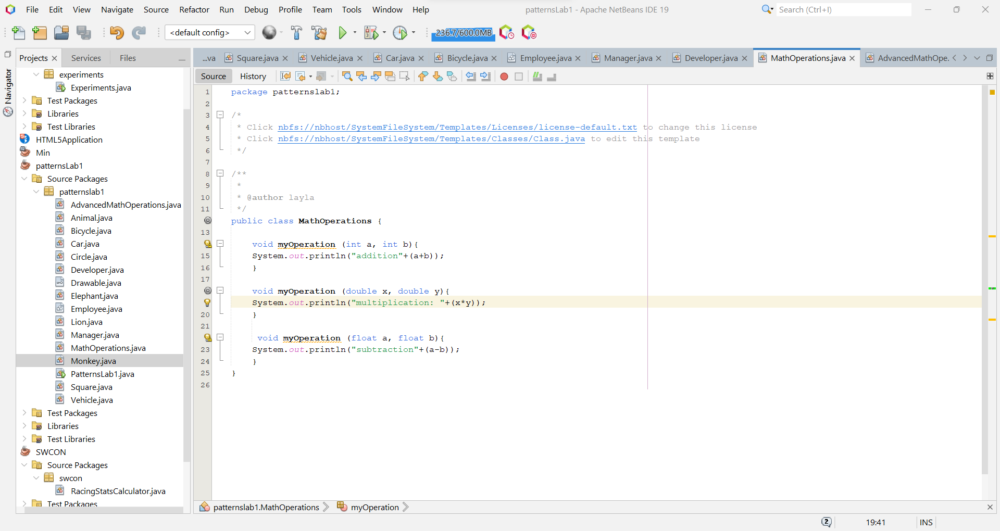 File Edit View Navigate Source Refactor Run Debug Profile Team Tools Window Help patternsLab1 - Apache NetBeans IDE 19 Search (Ctrl+I)
<default config> 236.7/600.0MB
Projects Services Files
...va Square.java Vehicle.java Car.java Bicycle.java Employee.java Manager.java Developer.java MathOperations.java AdvancedMathOpe.
Source History
Navigator
experiments
Experiments.java
Test Packages
Libraries
Test Libraries
HTML5Application
Min
patternsLab1
Source Packages
patternslab1
AdvancedMathOperations.java
Animal.java
Bicycle.java
Car.java
Circle.java
Developer.java
Drawable.java
Elephant.java
Employee.java
Lion.java
Manager.java
MathOperations.java
Monkey.java
PatternsLab1.java
Square.java
Vehicle.java
Test Packages
Libraries
Test Libraries
SWCON
Source Packages
swcon
RacingStatsCalculator.java
Test Packages
1 package patternslab1;
2
3 /*
4 * Click nbfs://nbhost/SystemFileSystem/Templates/Licenses/license-default.txt to change this license
5 * Click nbfs://nbhost/SystemFileSystem/Templates/Classes/Class.java to edit this template
6 */
7
8 /**
9 *
10 * @author layla
11 */
public class MathOperations {
13
void myOperation (int a, int b){
15 System.out.println("addition"+(a+b));
16 }
17
void myOperation (double x, double y){
System.out.println("multiplication: "+(x*y));
20 }
21
void myOperation (float a, float b){
23 System.out.println("subtraction"+(a-b));
24 }
25 }
26
patternslab1.MathOperations myOperation
2 19:41 INS